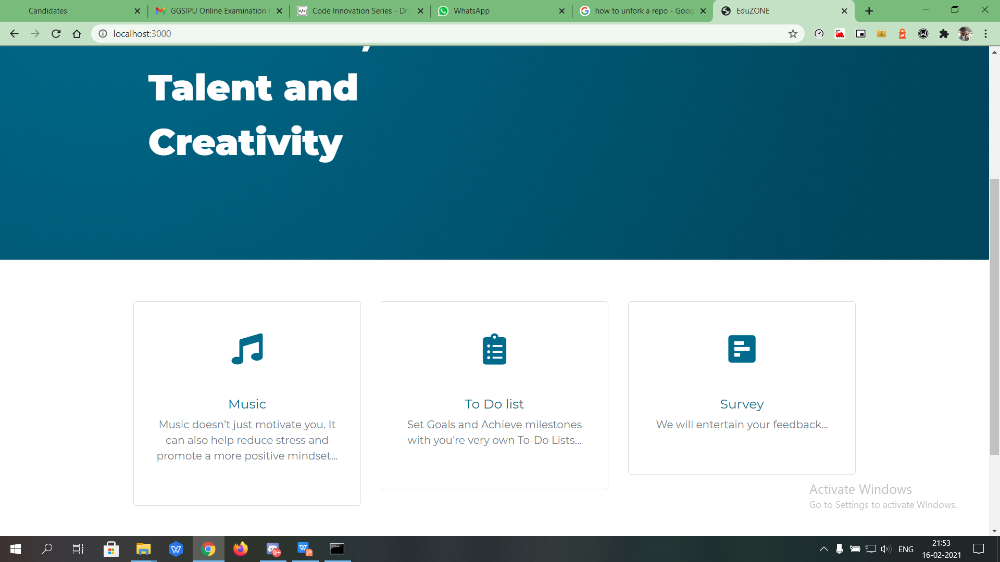 Candidates
GGSIPU Online Examination
Code Innovation Series - Dr.
WhatsApp
how to unfork a repo - Goog
EduZONE
localhost:3000
Talent and
Creativity
Music
Music doesn't just motivate you. It
can also help reduce stress and
promote a more positive mindset...
To Do list
Set Goals and Achieve milestones
with you're very own To-Do Lists...
Survey
We will entertain your feedback...
Activate Windows
Go to Settings to activate Windows.
9+
ENG
21:53
16-02-2021